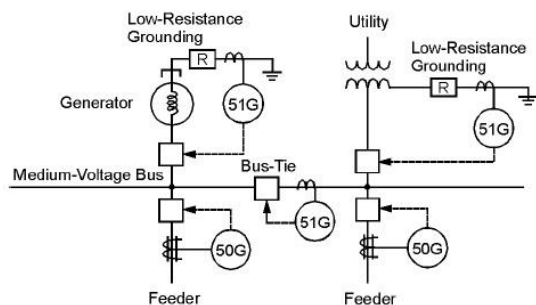 Low-Resistance
Grounding
Utility
Low-Resistance
Grounding
R
R
Generator
51G
51G
Medium-Voltage Bus
Bus-Tie
51G
50G
50G
Feeder
Feeder